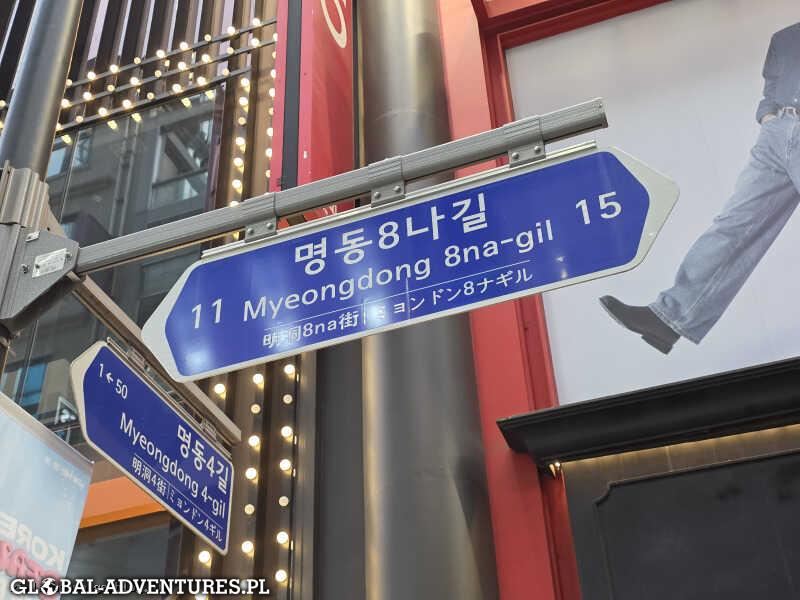 명동8나길
11 Myeongdong 8na-gil 15
明洞8na街 | ミョンドン8ナギル
1←50
명동4길
Myeongdong 4-gil
明洞4街 | ミョンドン4ギル
KORE
GLOBAL-ADVENTURES.PL